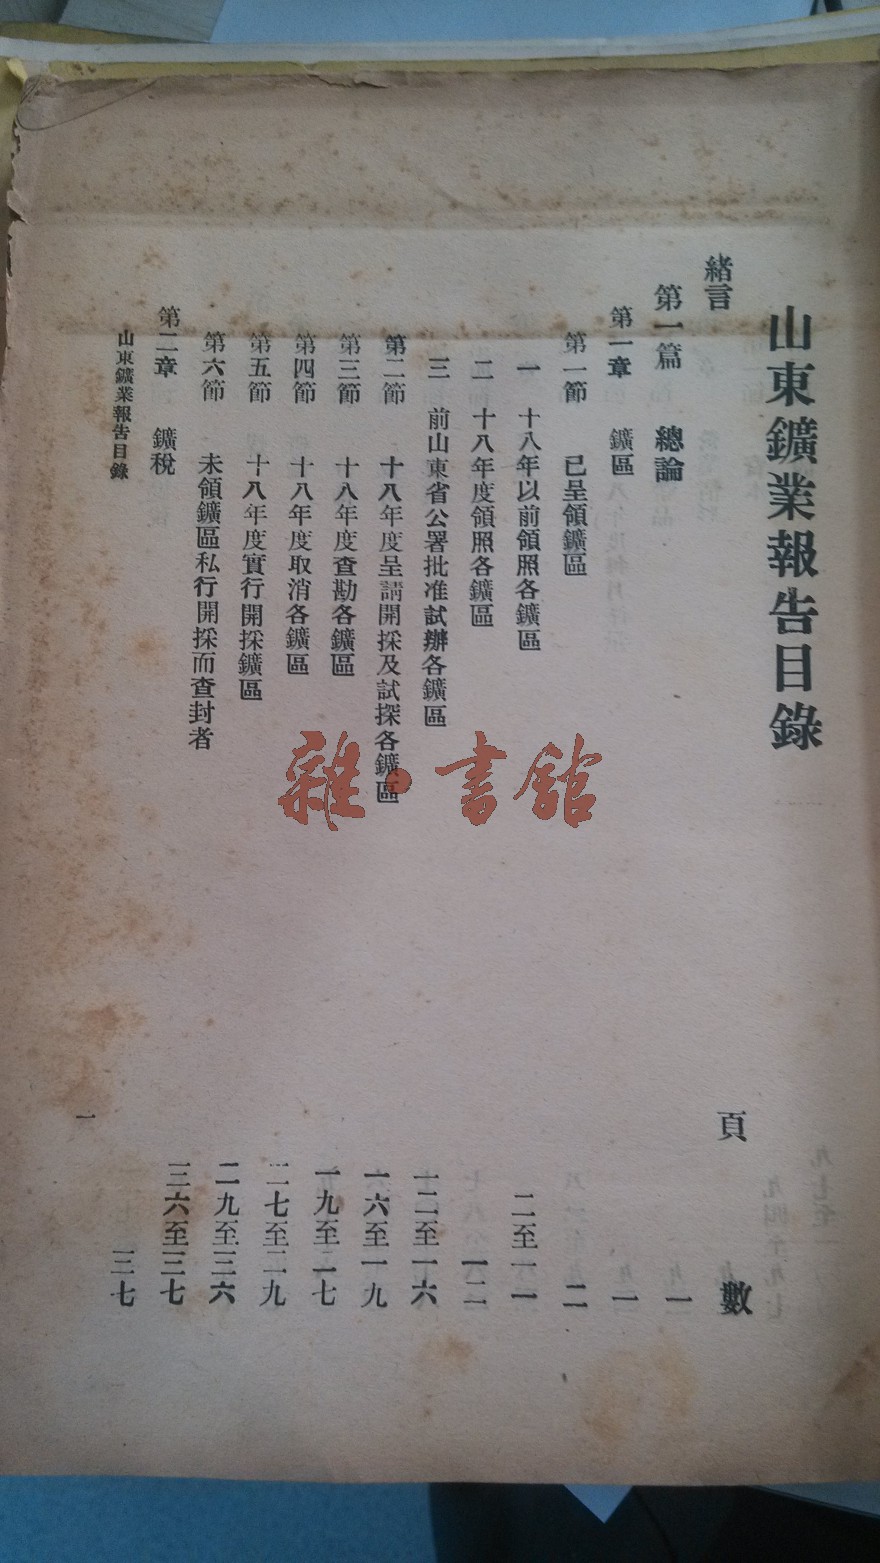 山東鑛業報告目錄
緒言 頁數
第一篇 總論 一
第一章 鑛區 一
第一節 已呈領鑛區 二
一 十八年以前領照各鑛區 二至一一
二 十八年度領照各鑛區 一二
三 前山東省公署批准試辦各鑛區 一二至一六
第二節 十八年度呈請開採及試探各鑛區 一六至一九
第三節 十八年度查勘各鑛區 一九至二七
第四節 十八年度取消各鑛區 二七至二九
第五節 十八年度實行開採鑛區 二九至三六
第六節 未領鑛區私行開採而查封者 三六至三七
第二章 鑛稅 三七
山東鑛業報告目錄
一
雜·書館